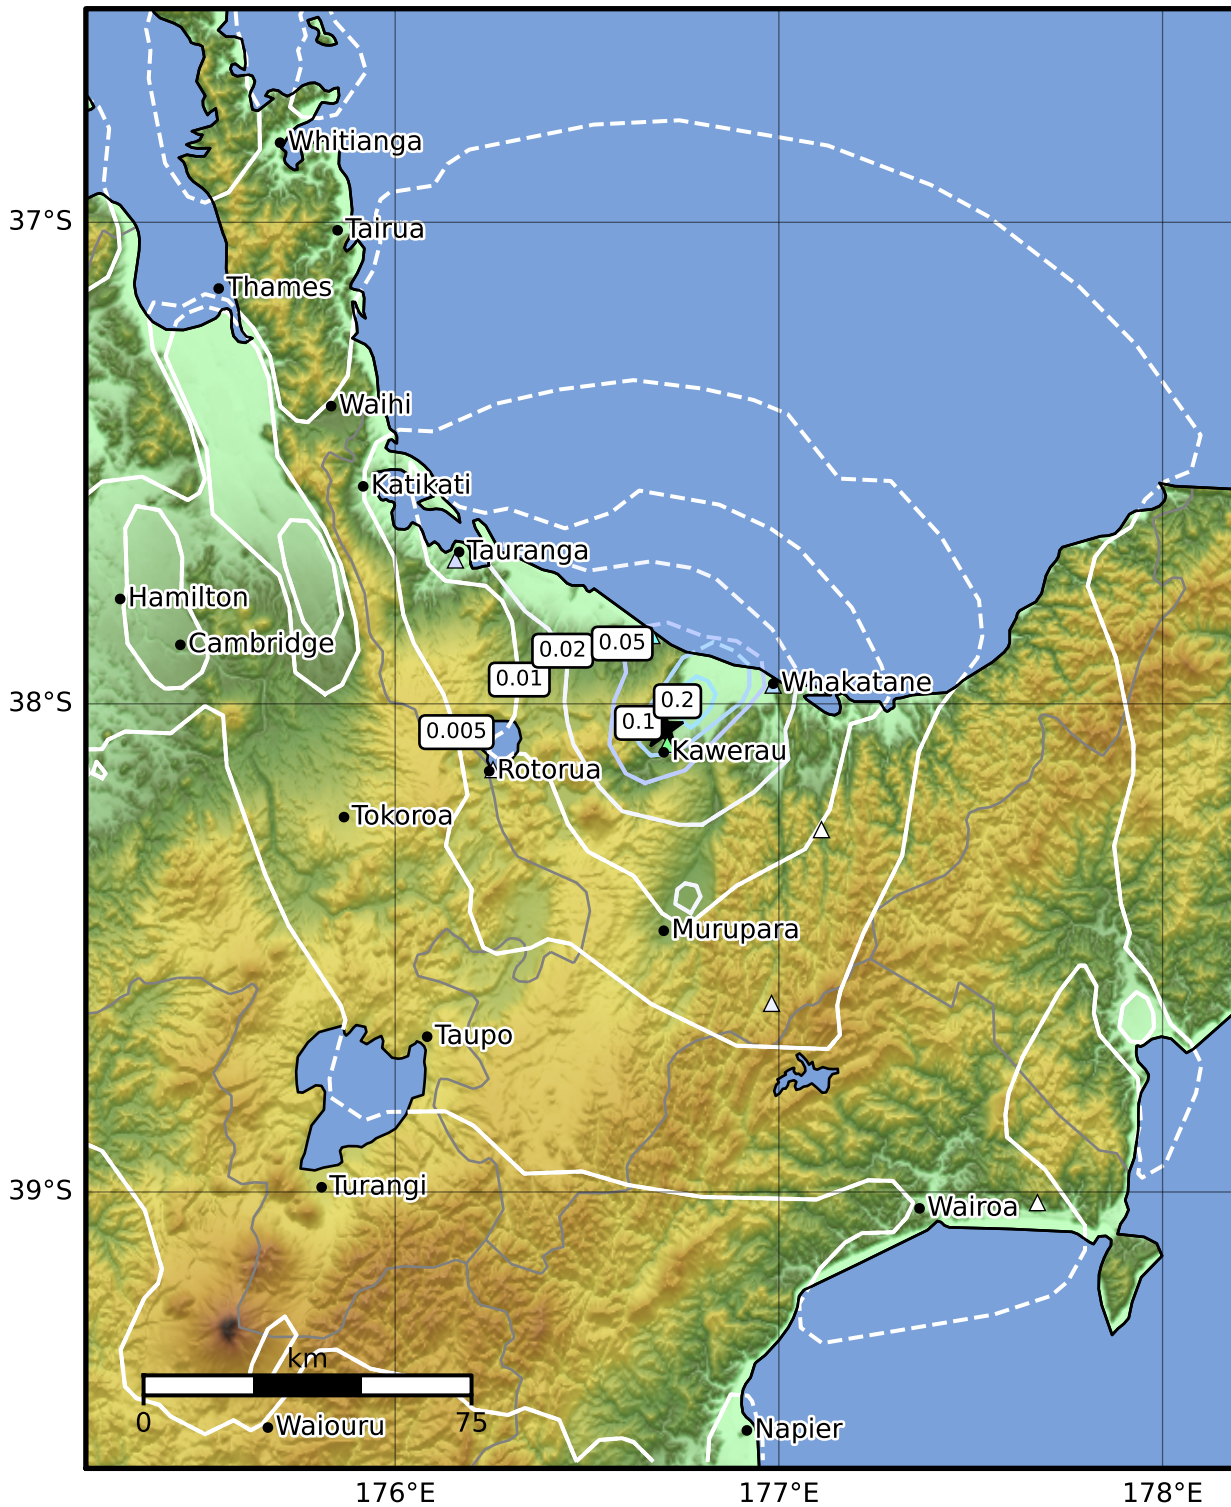 Whitianga
37°S
Tairua
Thames
Waihi
Katikati
Tauranga
Hamilton
Cambridge
0.05
0.02
0.01
Whakatane
38°S
0.2
0.1
0.005
Kawerau
Rotorua
Tokoroa
Murupara
Taupo
Turangi
39°S
Wairoa
km
0
75
Waiouru
Napier
176°E
177°E
178°E